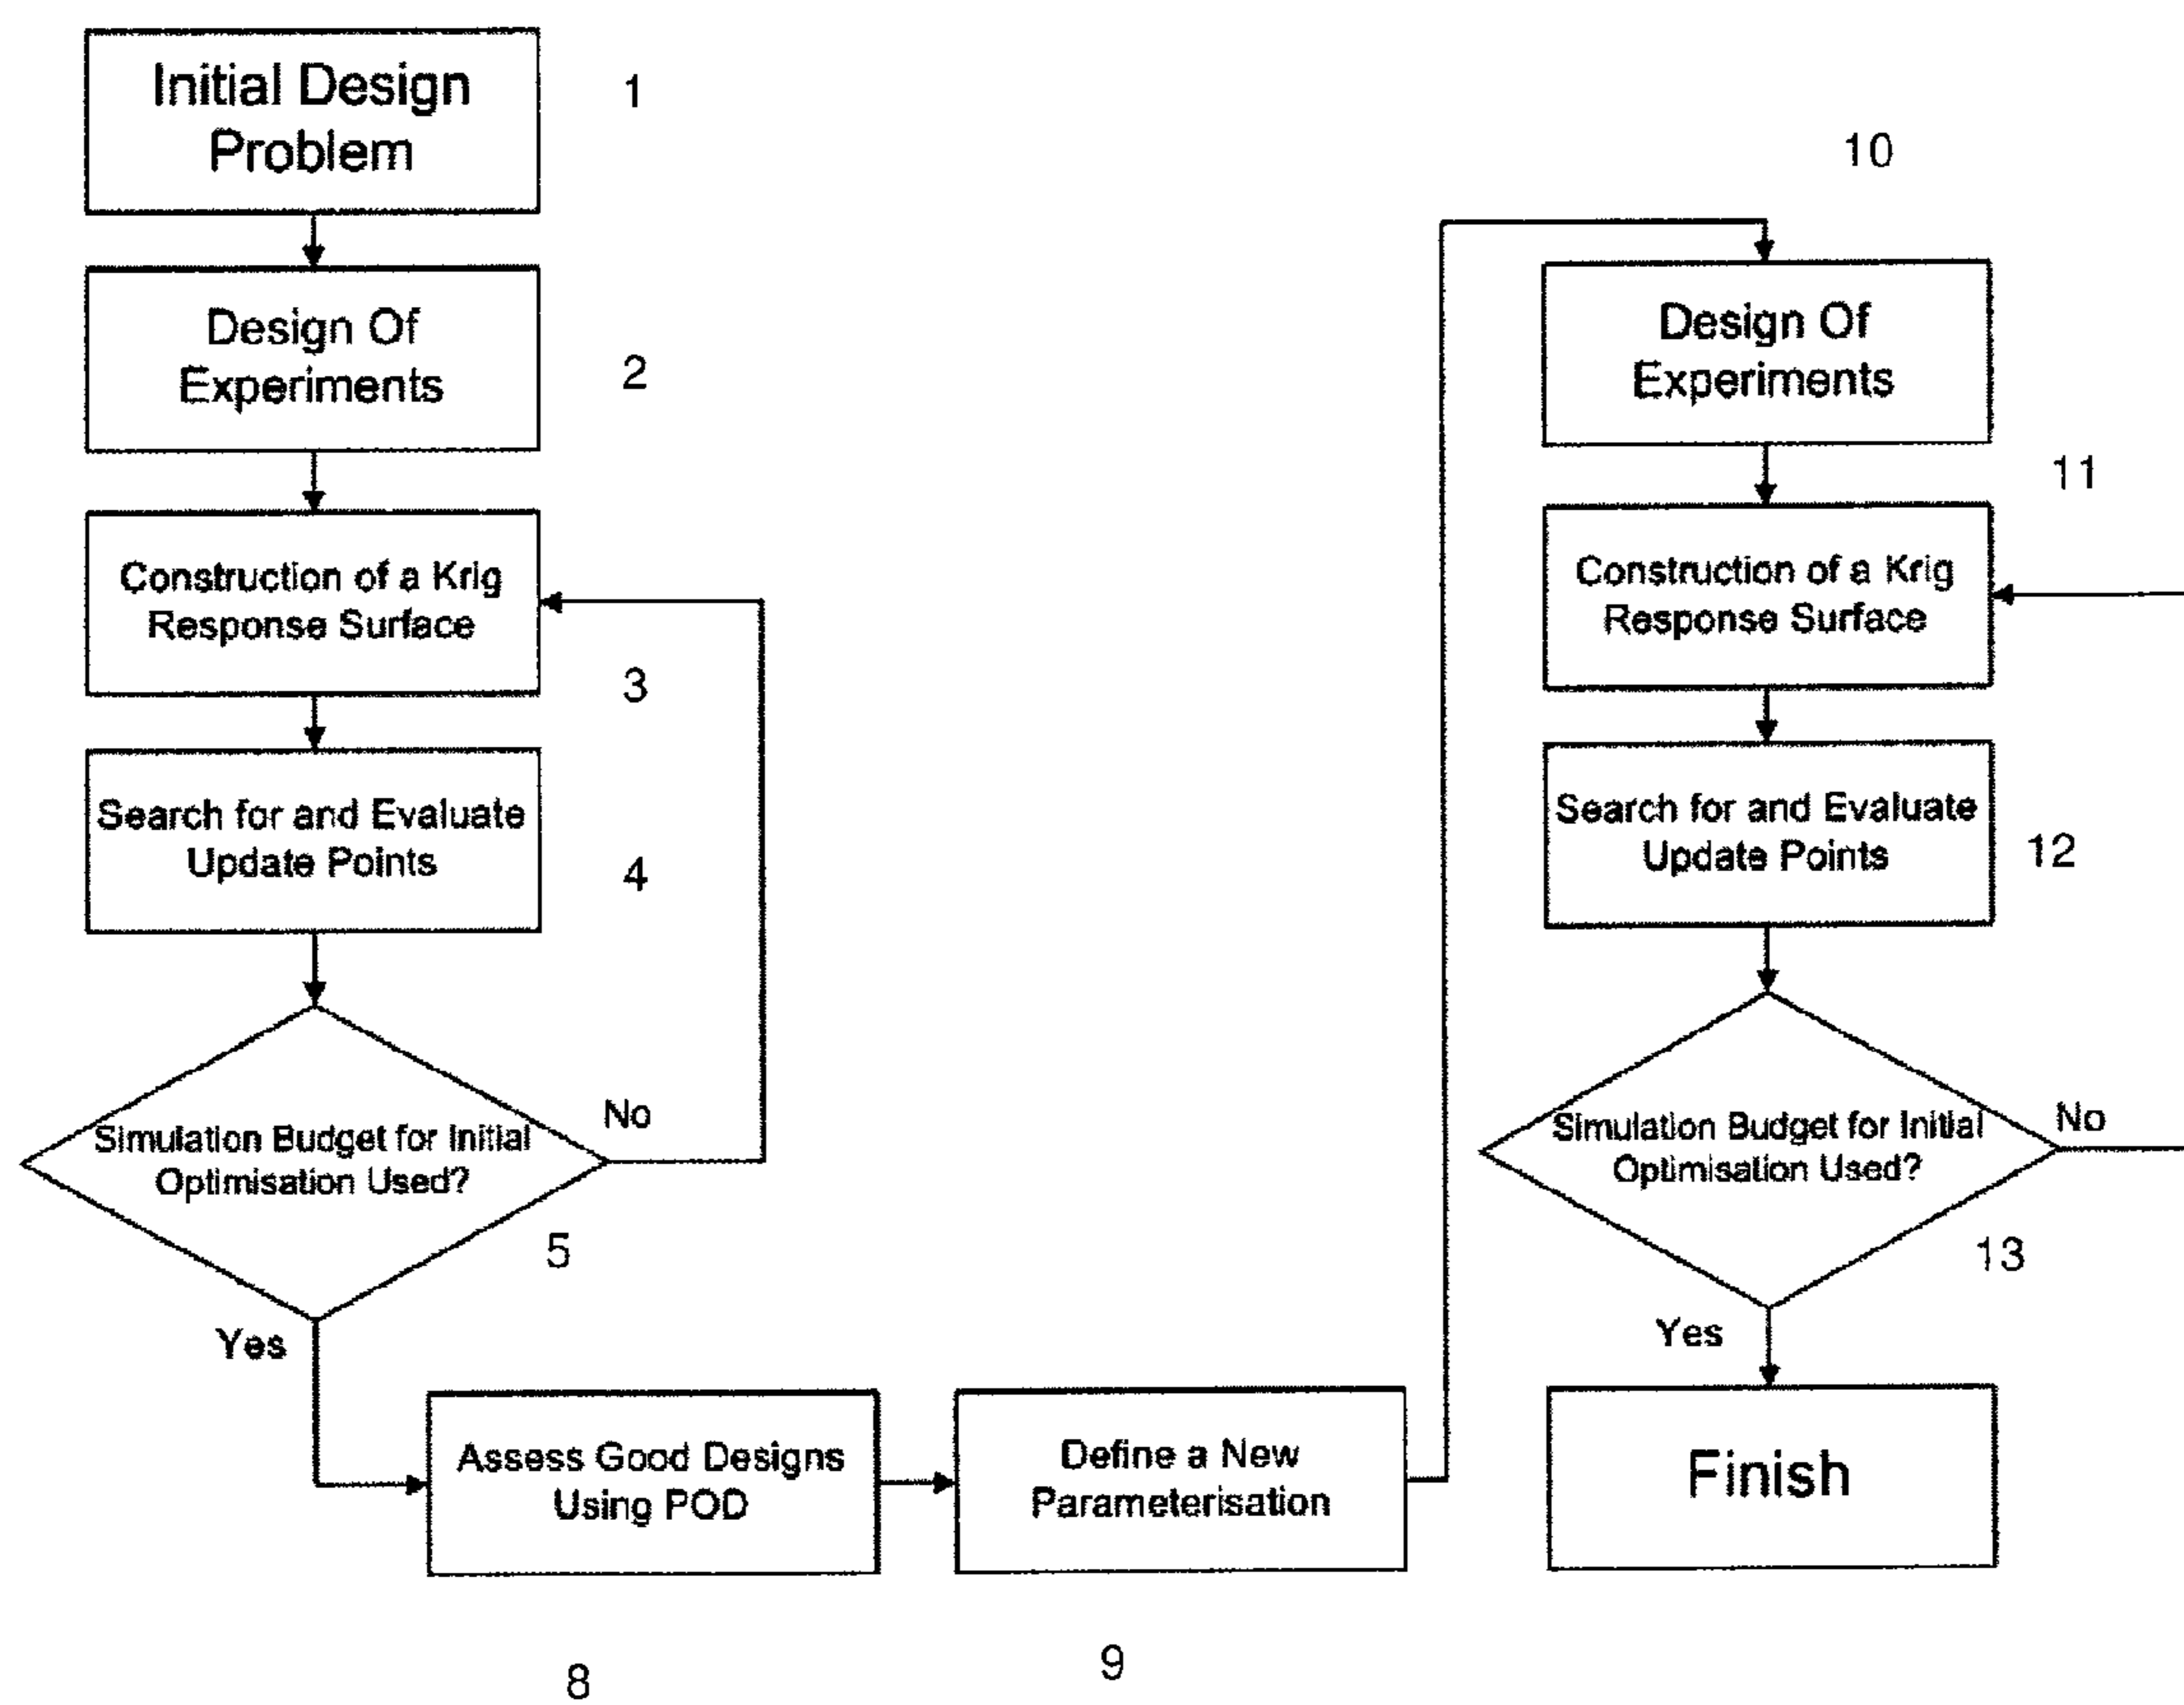 Initial Design
Problem
1
Design Of
Experiments
2
Construction of a Krig
Response Surface
3
Search for and Evaluate
Update Points
4
Simulation Budget for Initial
Optimisation Used?
No
5
Yes
Assess Good Designs
Using POD
8
Define a New
Parameterisation
9
10
Design Of
Experiments
11
Construction of a Krig
Response Surface
Search for and Evaluate
Update Points
12
Simulation Budget for Initial
Optimisation Used?
No
13
Yes
Finish